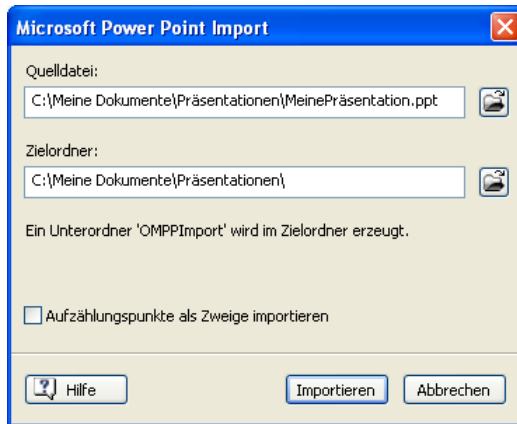 Microsoft Power Point Import
Quelldatei:
C:\Meine Dokumente\Präsentationen\MeinePräsentation.ppt
Zielordner:
C:\Meine Dokumente\Präsentationen\
Ein Unterordner 'OMPPImport' wird im Zielordner erzeugt.
Aufzählungspunkte als Zweige importieren
Hilfe
Importieren
Abbrechen